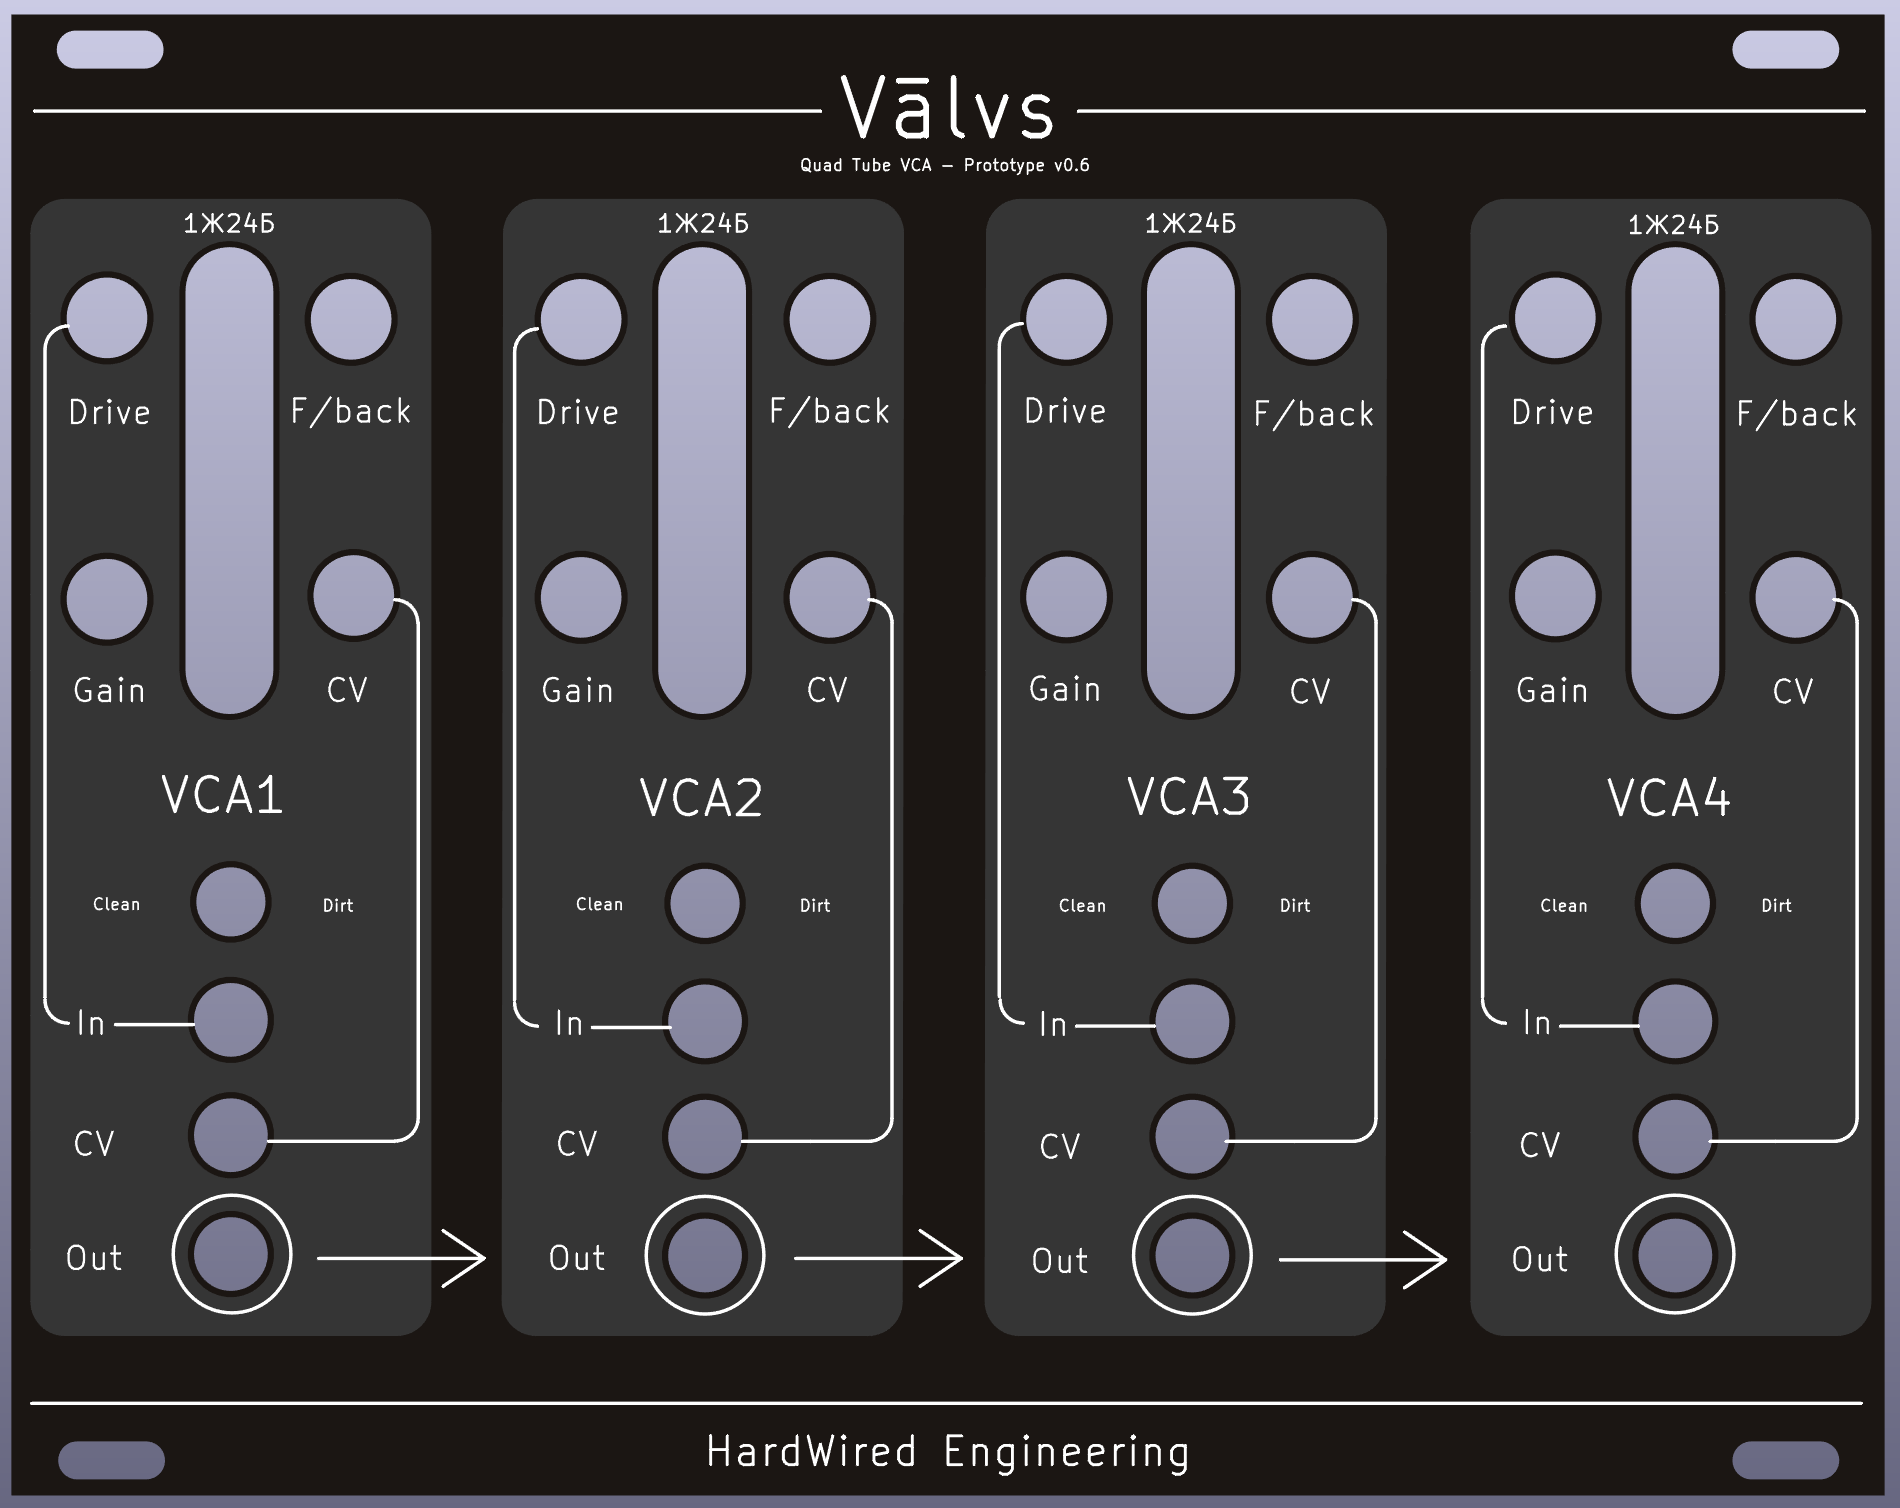 Vālvs
Quad Tube VCA – Prototype v0.6
1Ж24Б
Drive
F/back
Gain
CV
VCA1
Clean
Dirt
In
CV
Out
1Ж24Б
Drive
F/back
Gain
CV
VCA2
Clean
Dirt
In
CV
Out
1Ж24Б
Drive
F/back
Gain
CV
VCA3
Clean
Dirt
In
CV
Out
1Ж24Б
Drive
F/back
Gain
CV
VCA4
Clean
Dirt
In
CV
Out
HardWired Engineering